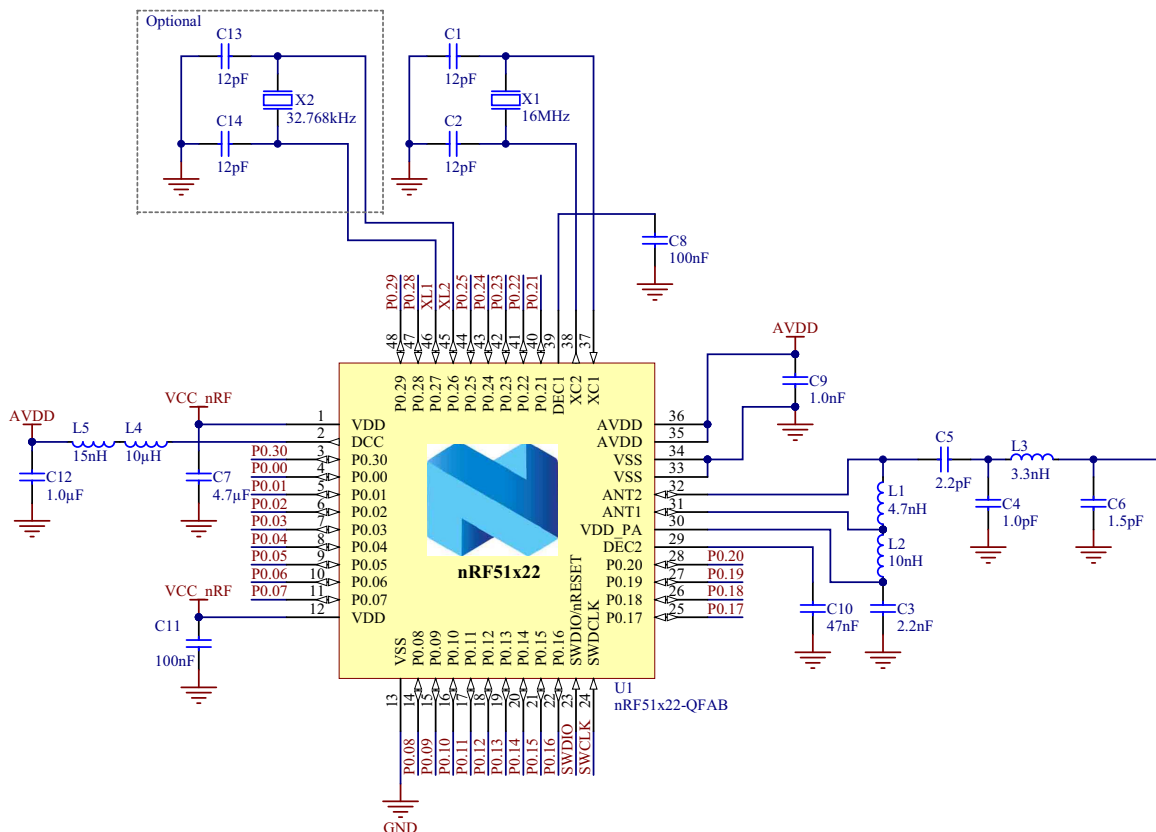 Optional
C13
12pF
X2
32.768kHz
C14
12pF
C1
12pF
X1
16MHz
C2
12pF
C8
100nF
P0.29
P0.28
XL1
XL2
P0.25
P0.24
P0.23
P0.22
P0.21
48
47
46
45
44
43
42
41
40
39
38
37
P0.29
P0.28
P0.27
P0.26
P0.25
P0.24
P0.23
P0.22
P0.21
DEC1
XC2
XC1
AVDD
C9
1.0nF
VCC_nRF
AVDD
L5
15nH
L4
10µH
C12
1.0µF
C7
4.7µF
1 VDD
2 DCC
P0.30 3 P0.30
P0.00 4 P0.00
P0.01 5 P0.01
P0.02 6 P0.02
P0.03 7 P0.03
P0.04 8 P0.04
P0.05 9 P0.05
P0.06 10 P0.06
P0.07 11 P0.07
12 VDD
VCC_nRF
C11
100nF
nRF51x22
AVDD 36
AVDD 35
VSS 34
VSS 33
ANT2 32
ANT1 31
VDD_PA 30
DEC2 29
P0.20 28 P0.20
P0.19 27 P0.19
P0.18 26 P0.18
P0.17 25 P0.17
C5
2.2pF
L3
3.3nH
L1
4.7nH
C4
1.0pF
C6
1.5pF
L2
10nH
C10
47nF
C3
2.2nF
VSS
P0.08
P0.09
P0.10
P0.11
P0.12
P0.13
P0.14
P0.15
P0.16
SWDIO/nRESET
SWDCLK
U1
nRF51x22-QFAB
13
14
15
16
17
18
19
20
21
22
23
24
P0.08
P0.09
P0.10
P0.11
P0.12
P0.13
P0.14
P0.15
P0.16
SWDIO
SWCLK
GND